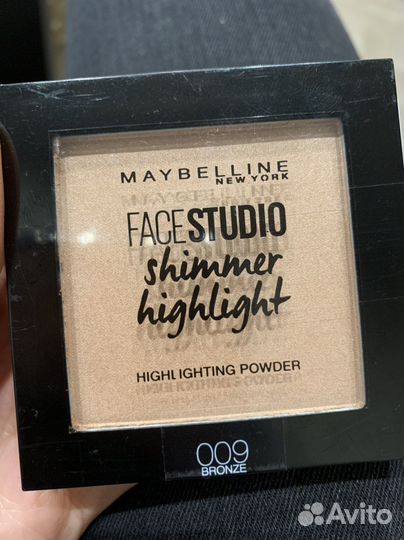 MAYBELLINE
NEW YORK
FACESTUDIO
shimmer
highlight
HIGHLIGHTING POWDER
009
BRONZE
Avito